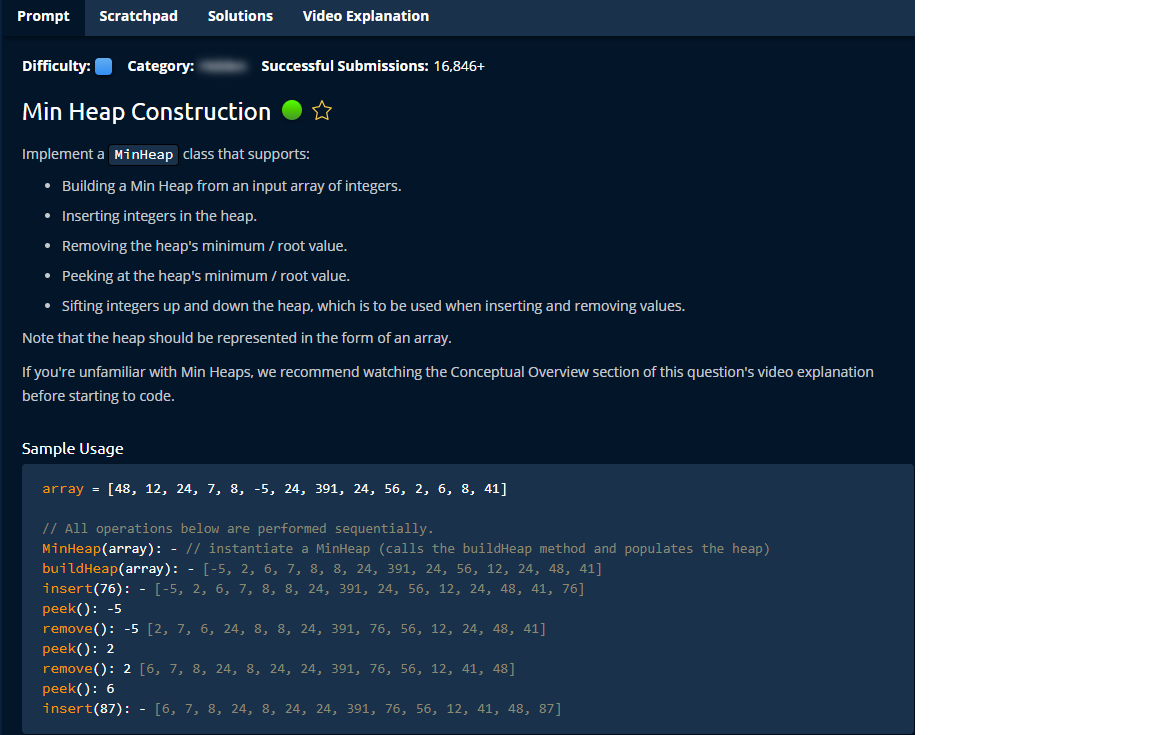 Prompt Scratchpad Solutions Video Explanation
Difficulty: Category: Successful Submissions: 16,846+
Min Heap Construction
Implement a MinHeap class that supports:
• Building a Min Heap from an input array of integers.
• Inserting integers in the heap.
• Removing the heap's minimum / root value.
• Peeking at the heap's minimum / root value.
• Sifting integers up and down the heap, which is to be used when inserting and removing values.
Note that the heap should be represented in the form of an array.
If you're unfamiliar with Min Heaps, we recommend watching the Conceptual Overview section of this question's video explanation
before starting to code.
Sample Usage
array = [48, 12, 24, 7, 8, -5, 24, 391, 24, 56, 2, 6, 8, 41]
// All operations below are performed sequentially.
MinHeap(array): - // instantiate a MinHeap (calls the buildHeap method and populates the heap)
buildHeap(array): - [-5, 2, 6, 7, 8, 8, 24, 391, 24, 56, 12, 24, 48, 41]
insert(76): - [-5, 2, 6, 7, 8, 8, 24, 391, 24, 56, 12, 24, 48, 41, 76]
peek(): -5
remove(): -5 [2, 7, 6, 24, 8, 8, 24, 391, 76, 56, 12, 24, 48, 41]
peek(): 2
remove(): 2 [6, 7, 8, 24, 8, 24, 24, 391, 76, 56, 12, 41, 48]
peek(): 6
insert(87): - [6, 7, 8, 24, 8, 24, 24, 391, 76, 56, 12, 41, 48, 87]